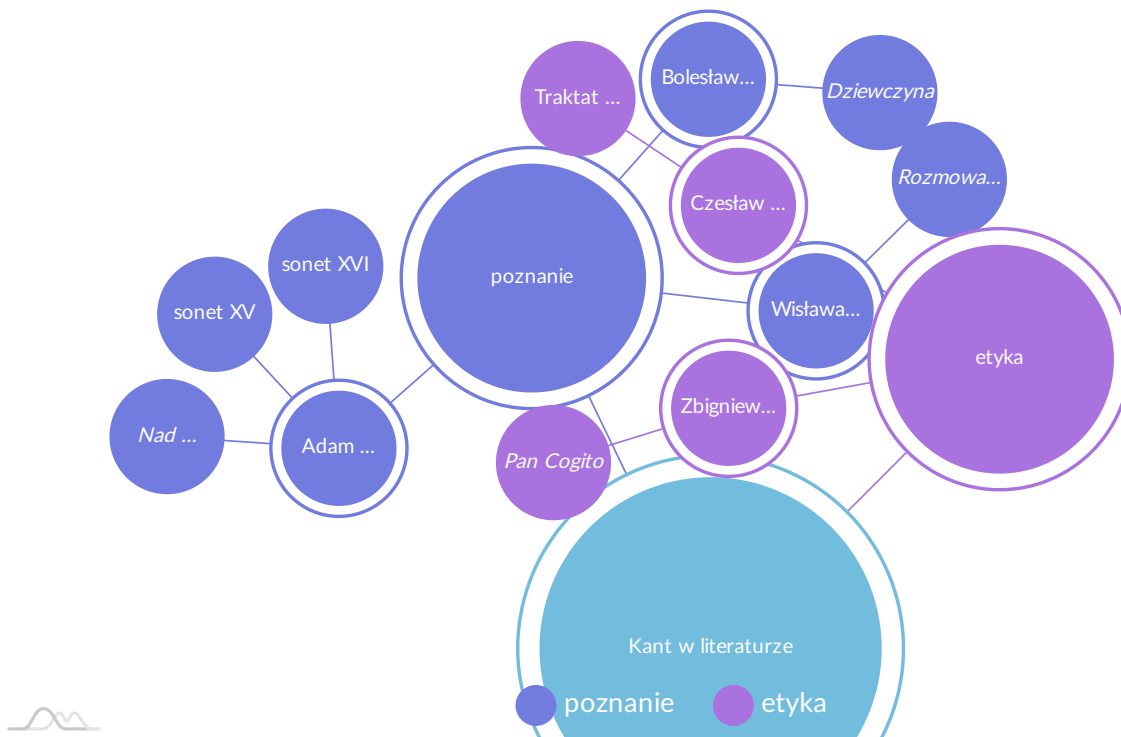 Bolesław...
Dziewczyna
Traktat ...
Rozmowa...
Czesław ...
sonet XVI
poznanie
sonet XV
Wisława...
etyka
Zbigniew...
Nad ...
Adam ...
Pan Cogito
Kant w literaturze
poznanie
etyka